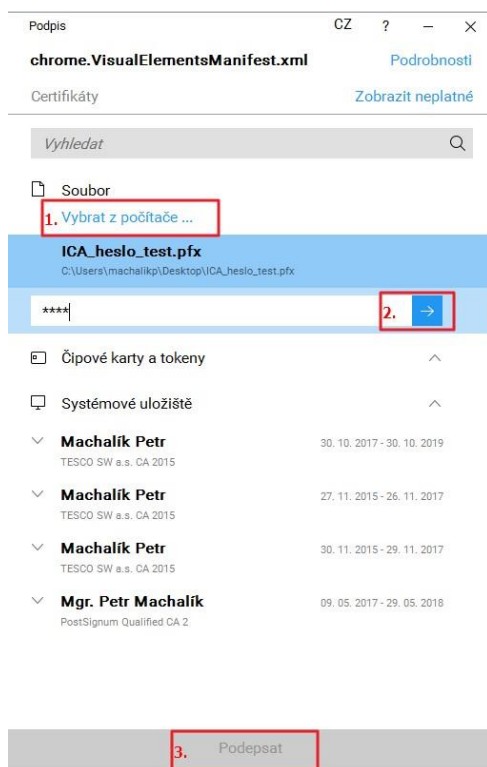 Podpis CZ ? – ×
chrome.VisualElementsManifest.xml Podrobnosti
Certifikáty Zobrazit neplatné
Vyhledat
Soubor
1. Vybrat z počítače ...
ICA_heslo_test.pfx
C:\Users\machalikp\Desktop\ICA_heslo_test.pfx
**** 2. →
Čipové karty a tokeny
Systémové uložiště
Machalík Petr 30. 10. 2017 - 30. 10. 2019
TESCO SW a.s. CA 2015
Machalík Petr 27. 11. 2015 - 26. 11. 2017
TESCO SW a.s. CA 2015
Machalík Petr 30. 11. 2015 - 29. 11. 2017
TESCO SW a.s. CA 2015
Mgr. Petr Machalík 09. 05. 2017 - 29. 05. 2018
PostSignum Qualified CA 2
3. Podepsat